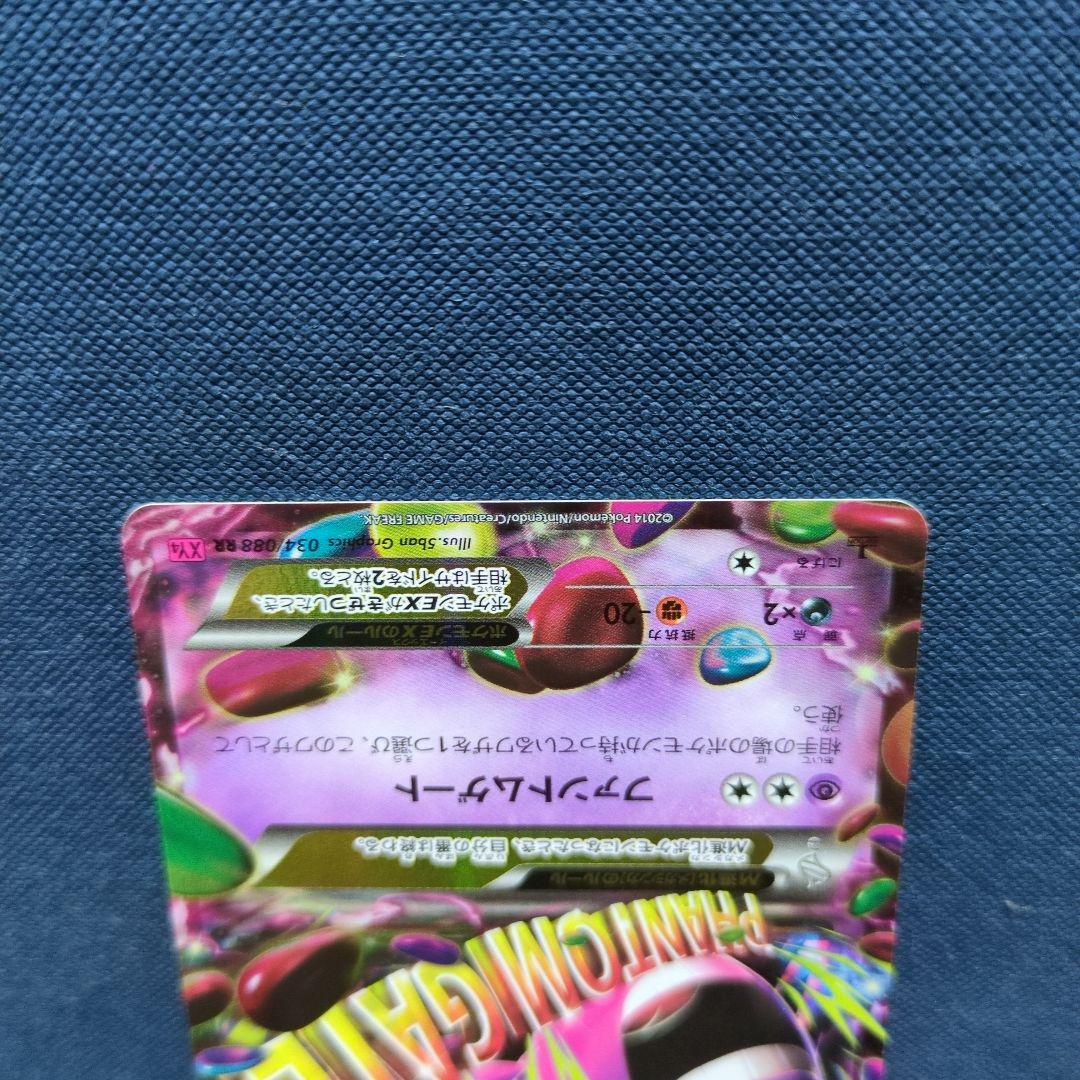 PHANTOM GATE
M進化(メガシンカ)のルール
M進化ポケモンになったとき、自分の番は終わる。
ファントムゲート
相手の場のポケモンが持っているワザを1つ選び、このワザとして
使う。
弱点 ×2 抵抗力 -20
にげる
ポケモンEXのルール
ポケモンEXがきぜつしたとき、
相手はサイドを2枚とる。
Illus.5ban Graphics 034/088 RR XY4
©2014 Pokémon/Nintendo/Creatures/GAME FREAK.